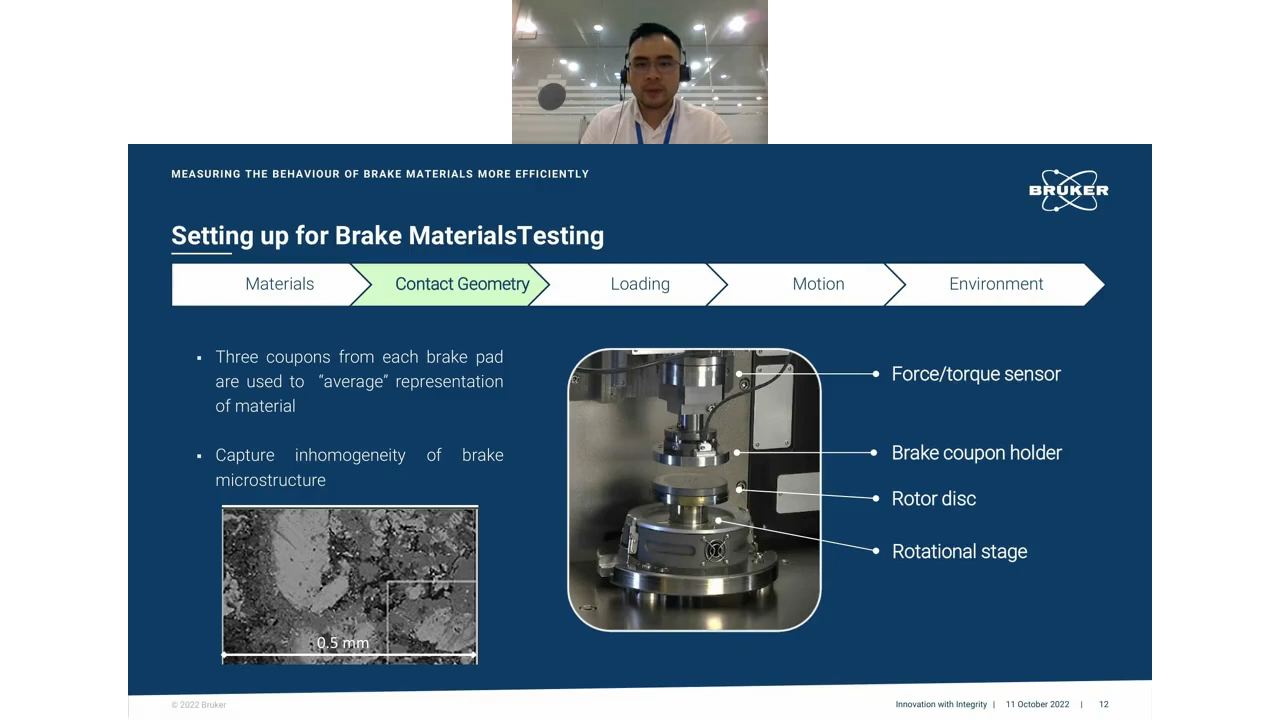 MEASURING THE BEHAVIOUR OF BRAKE MATERIALS MORE EFFICIENTLY
BRUKER
Setting up for Brake MaterialsTesting
Materials
Contact Geometry
Loading
Motion
Environment
▪ Three coupons from each brake pad
are used to “average” representation
of material
▪ Capture inhomogeneity of brake
microstructure
0.5 mm
Force/torque sensor
Brake coupon holder
Rotor disc
Rotational stage
© 2022 Bruker
Innovation with Integrity | 11 October 2022 | 12